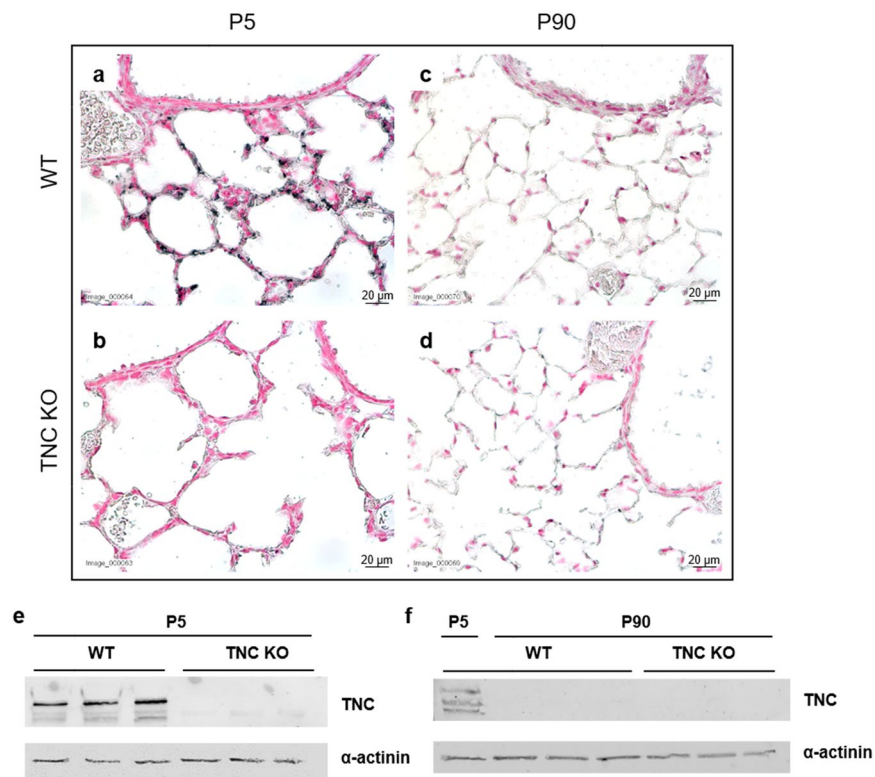 P5 P90
WT
a c
Image_000064 20 µm Image_000070 20 µm
TNC KO
b d
Image_000063 20 µm Image_000069 20 µm
e f
P5 P5 P90
WT TNC KO WT TNC KO
TNC TNC
α-actinin α-actinin